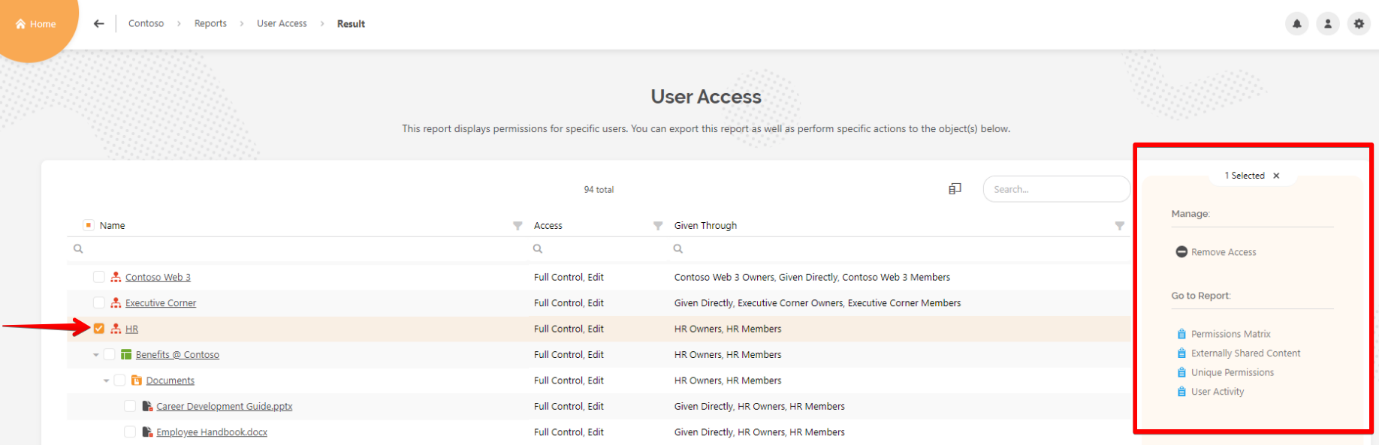 Home
Contoso > Reports > User Access > Result
User Access
This report displays permissions for specific users. You can export this report as well as perform specific actions to the object(s) below.
94 total
Search...
1 Selected ×
Name Access Given Through
Contoso Web 3 Full Control, Edit Contoso Web 3 Owners, Given Directly, Contoso Web 3 Members
Executive Corner Full Control, Edit Given Directly, Executive Corner Owners, Executive Corner Members
HR Full Control, Edit HR Owners, HR Members
Benefits @ Contoso Full Control, Edit HR Owners, HR Members
Documents Full Control, Edit HR Owners, HR Members
Career Development Guide.pptx Full Control, Edit Given Directly, HR Owners, HR Members
Employee Handbook.docx Full Control, Edit Given Directly, HR Owners, HR Members
Manage:
Remove Access
Go to Report:
Permissions Matrix
Externally Shared Content
Unique Permissions
User Activity